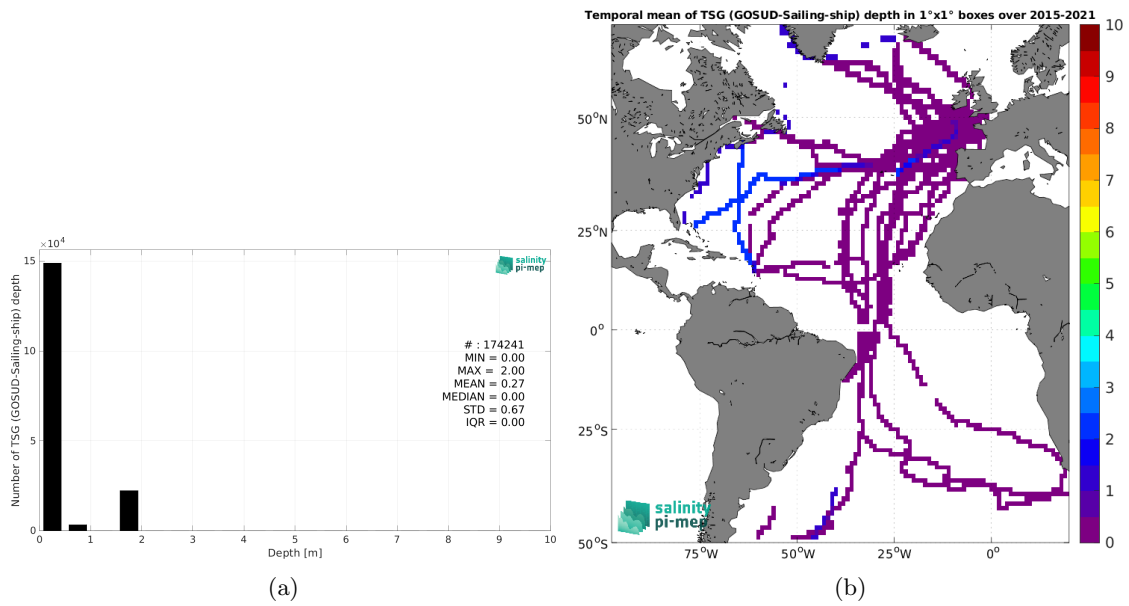 ×10⁴
15
10
5
0
Number of TSG (GOSUD-Sailing-ship) depth
0 1 2 3 4 5 6 7 8 9 10
Depth [m]
salinity
pi-mep
# : 174241
MIN = 0.00
MAX = 2.00
MEAN = 0.27
MEDIAN = 0.00
STD = 0.67
IQR = 0.00
(a)
Temporal mean of TSG (GOSUD-Sailing-ship) depth in 1°x1° boxes over 2015-2021
50°N
25°N
0°
25°S
50°S
75°W 50°W 25°W 0°
salinity
pi-mep
10
9
8
7
6
5
4
3
2
1
0
(b)